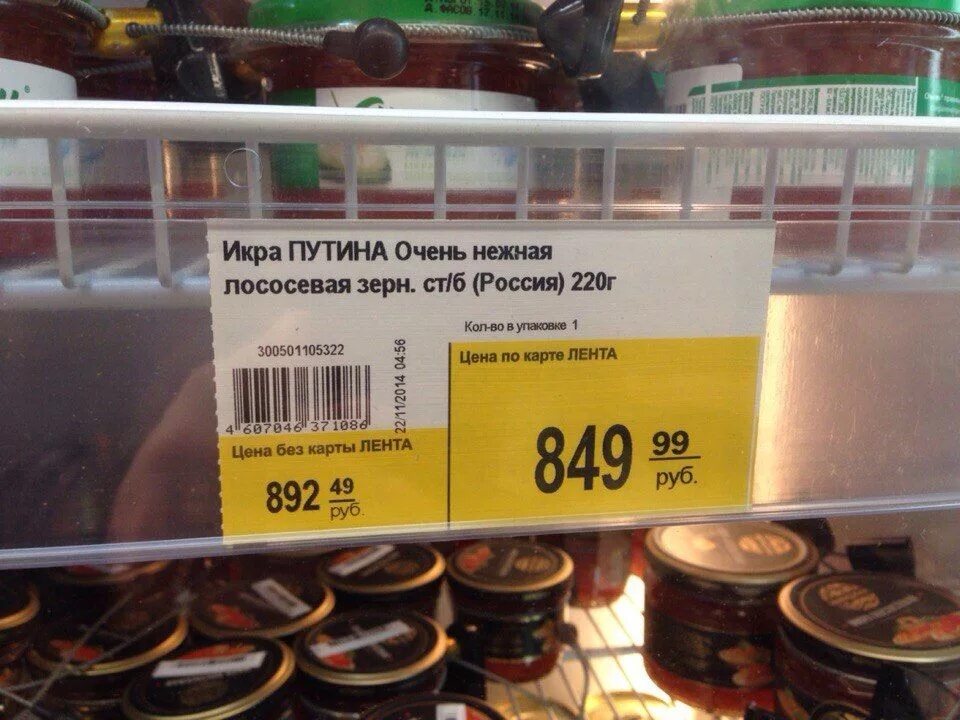 Икра ПУТИНА Очень нежная
лососевая зерн. ст/б (Россия) 220г
Кол-во в упаковке 1
300501105322
22/11/2014 04:56
4 607046 371086
Цена без карты ЛЕНТА
892 49
руб.
Цена по карте ЛЕНТА
849 99
руб.